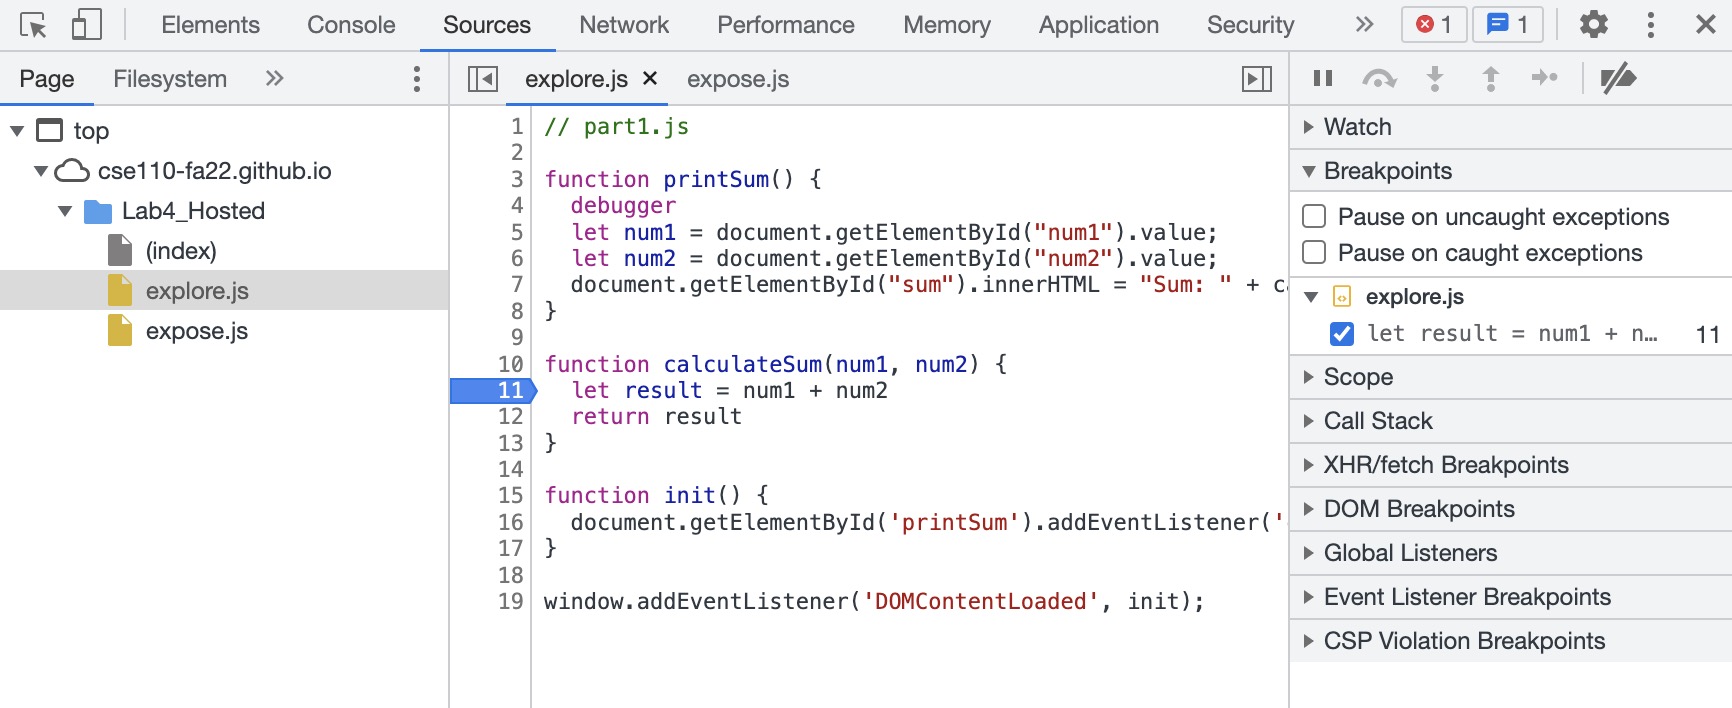 Elements Console Sources Network Performance Memory Application Security 1 1
Page Filesystem
top
cse110-fa22.github.io
Lab4_Hosted
(index)
explore.js
expose.js
explore.js expose.js
1 // part1.js
2
3 function printSum() {
4 debugger
5 let num1 = document.getElementById("num1").value;
6 let num2 = document.getElementById("num2").value;
7 document.getElementById("sum").innerHTML = "Sum: " + c
8 }
9
10 function calculateSum(num1, num2) {
11 let result = num1 + num2
12 return result
13 }
14
15 function init() {
16 document.getElementById('printSum').addEventListener('
17 }
18
19 window.addEventListener('DOMContentLoaded', init);
Watch
Breakpoints
Pause on uncaught exceptions
Pause on caught exceptions
explore.js
let result = num1 + n… 11
Scope
Call Stack
XHR/fetch Breakpoints
DOM Breakpoints
Global Listeners
Event Listener Breakpoints
CSP Violation Breakpoints